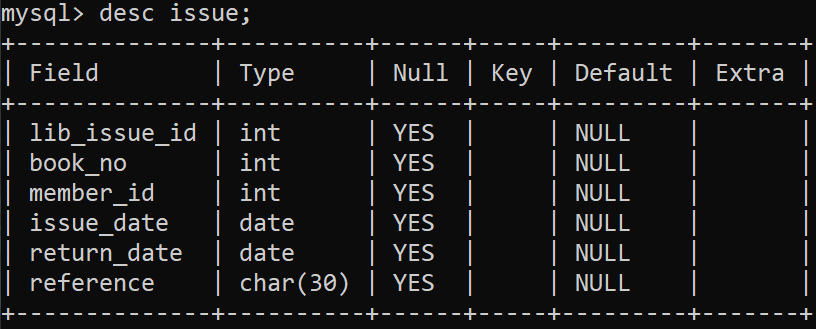 mysql> desc issue;
+--------------+----------+------+-----+---------+-------+
| Field        | Type     | Null | Key | Default | Extra |
+--------------+----------+------+-----+---------+-------+
| lib_issue_id | int      | YES  |     | NULL    |       |
| book_no      | int      | YES  |     | NULL    |       |
| member_id    | int      | YES  |     | NULL    |       |
| issue_date   | date     | YES  |     | NULL    |       |
| return_date  | date     | YES  |     | NULL    |       |
| reference    | char(30) | YES  |     | NULL    |       |
+--------------+----------+------+-----+---------+-------+